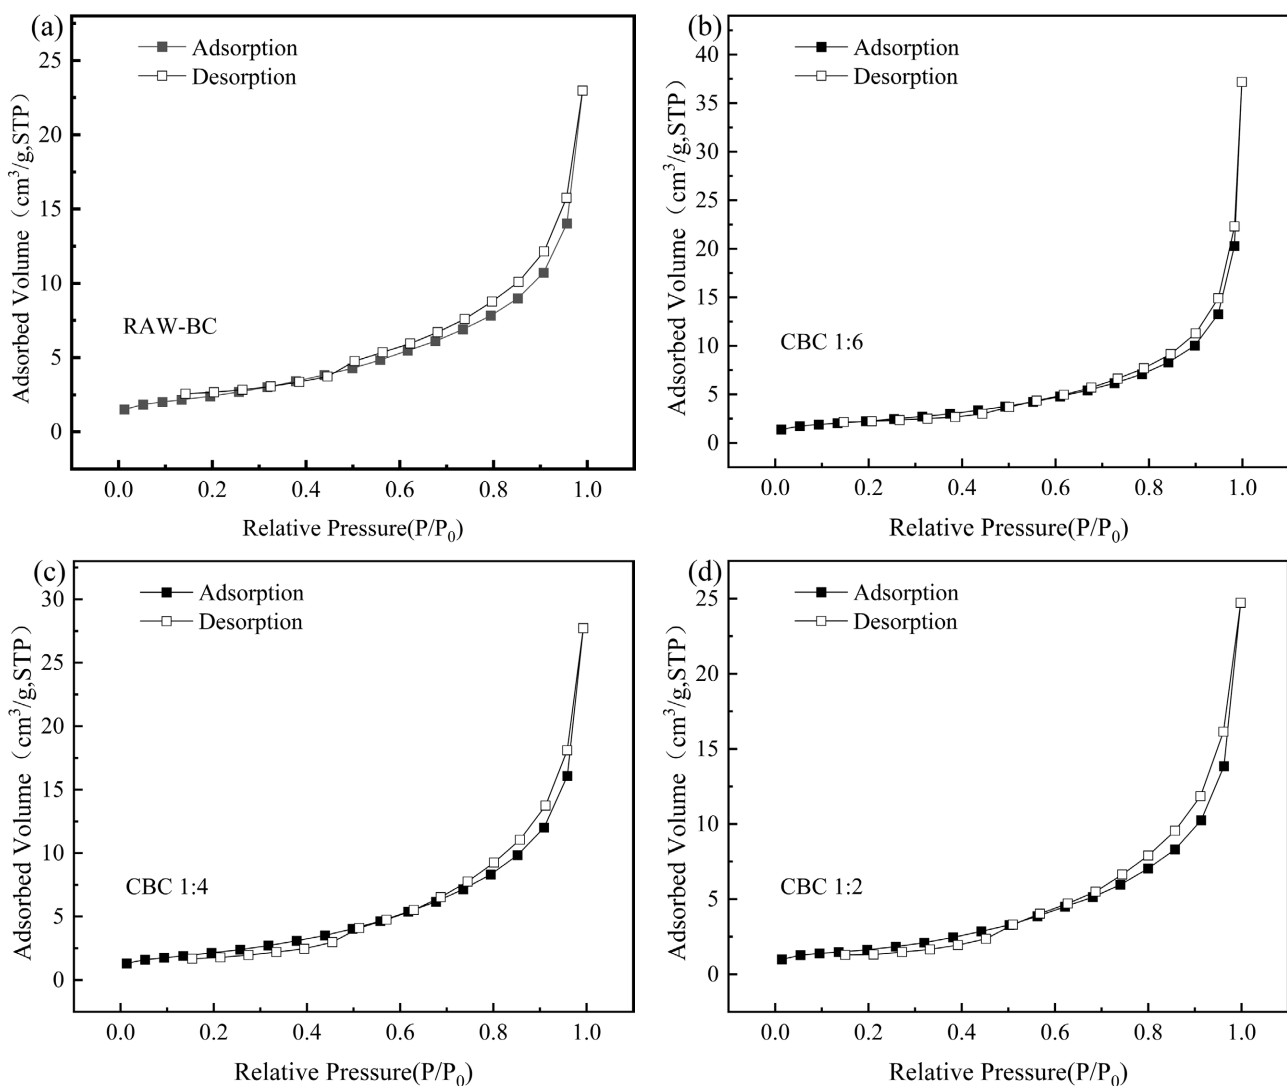 (a)
Adsorption
Desorption
RAW-BC
Adsorbed Volume（cm³/g,STP）
25
20
15
10
5
0
0.0 0.2 0.4 0.6 0.8 1.0
Relative Pressure(P/P₀)
(b)
Adsorption
Desorption
CBC 1:6
Adsorbed Volume（cm³/g,STP）
40
35
30
25
20
15
10
5
0
0.0 0.2 0.4 0.6 0.8 1.0
Relative Pressure(P/P₀)
(c)
Adsorption
Desorption
CBC 1:4
Adsorbed Volume（cm³/g,STP）
30
25
20
15
10
5
0
0.0 0.2 0.4 0.6 0.8 1.0
Relative Pressure(P/P₀)
(d)
Adsorption
Desorption
CBC 1:2
Adsorbed Volume（cm³/g,STP）
25
20
15
10
5
0
0.0 0.2 0.4 0.6 0.8 1.0
Relative Pressure(P/P₀)